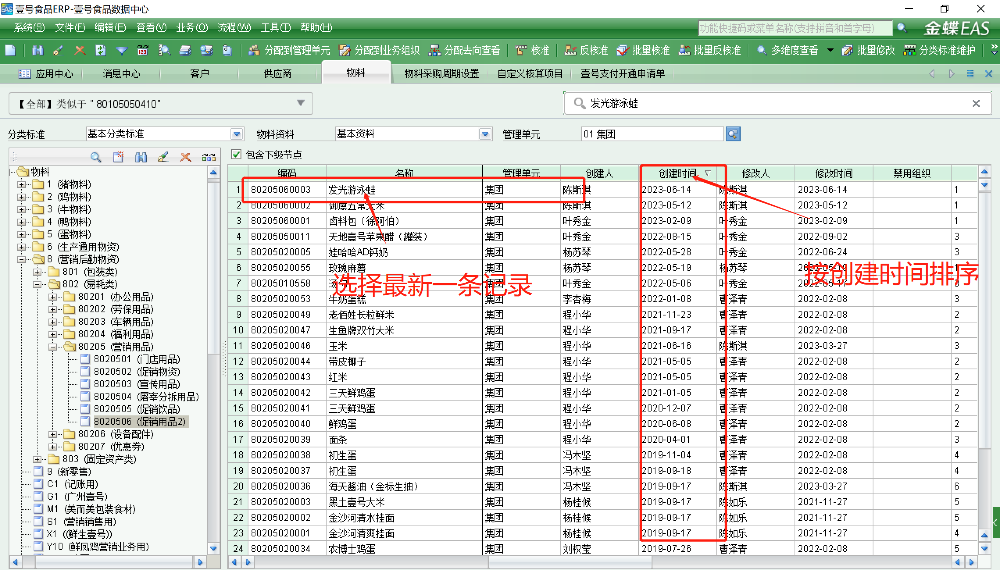 壹号食品ERP-壹号食品数据中心
系统(S) 文件(F) 编辑(E) 查看(V) 业务(O) 流程(W) 工具(T) 帮助(H) 功能快捷码或菜单名称(支持拼音和首字母) 金蝶EAS
分配到管理单元 分配到业务组织 分配去向查看 核准 反核准 批量核准 批量反核准 多维度查看 批量修改 分类标准维护
应用中心 消息中心 客户 供应商 物料 物料采购周期设置 自定义核算项目 壹号支付开通申请单
【全部】类似于 " 80105050410" 发光游泳蛙
分类标准 基本分类标准 物料资料 基本资料 管理单元 01 集团
包含下级节点
物料
1 (猪物料)
2 (鸡物料)
3 (牛物料)
4 (鸭物料)
5 (蛋物料)
6 (生产通用物资)
8 (营销后勤物资)
801 (包装类)
802 (易耗类)
80201 (办公用品)
80202 (劳保用品)
80203 (车辆用品)
80204 (福利用品)
80205 (营销用品)
8020501 (门店用品)
8020502 (促销物资)
8020503 (宣传用品)
8020504 (屠宰分拆用品)
8020505 (促销饮品)
8020506 (促销用品2)
80206 (设备配件)
80207 (优惠券)
803 (固定资产类)
9 (新零售)
C1 (记账用)
G1 (广州壹号)
M1 (美而美包装食材)
S1 (营销销售用)
X1 ((鲜生壹号))
Y10 (鲜凤鸡营销业务用)
编码 名称 管理单元 创建人 创建时间 修改人 修改时间 禁用组织
1 80205060003 发光游泳蛙 集团 陈斯淇 2023-06-14 陈斯淇 2023-06-14 1
2 80205060002 御廪五常大米 集团 陈斯淇 2023-05-12 陈斯淇 2023-05-12 1
3 80205060001 卤料包（徐阿伯） 集团 叶秀金 2023-02-09 叶秀金 2023-02-09 1
4 80205050011 天地壹号苹果醋（罐装） 集团 叶秀金 2022-08-15 叶秀金 2022-09-02 3
5 80205020005 娃哈哈AD钙奶 集团 杨苏琴 2022-05-28 叶秀金 2022-06-24 3
6 80205020055 玫瑰麻薯 集团 杨苏琴 2022-05-19 杨苏琴 1
7 80205010558 集团 叶秀金 2022-05-06 叶秀金
8 80205020053 牛奶蛋糕 集团 李杏梅 2022-01-08 曹泽青 2022-02-08 3
9 80205020049 老佰姓长粒鲜米 集团 程小华 2021-11-23 曹泽青 2022-02-08 2
10 80205020047 生鱼牌双竹大米 集团 程小华 2021-09-17 曹泽青 2022-02-08 2
11 80205020046 玉米 集团 程小华 2021-06-16 陈斯淇 2023-03-27 3
12 80205020044 带皮椰子 集团 程小华 2021-05-05 曹泽青 2022-02-08 2
13 80205020043 红米 集团 程小华 2021-05-05 曹泽青 2022-02-08 2
14 80205020042 三天鲜鸡蛋 集团 程小华 2021-01-05 曹泽青 2022-02-08 2
15 80205020041 三天鲜鸡蛋 集团 程小华 2020-12-07 曹泽青 2022-02-08 2
16 80205020040 鲜鸡蛋 集团 程小华 2020-06-08 曹泽青 2022-02-08 2
17 80205020039 面条 集团 程小华 2020-04-01 曹泽青 2022-02-08 3
18 80205020038 初生蛋 集团 冯木坚 2019-11-04 曹泽青 2022-02-08 4
19 80205020037 初生蛋 集团 冯木坚 2019-09-18 曹泽青 2022-02-08 4
20 80205020036 海天酱油（金标生抽） 集团 冯木坚 2019-09-17 陈斯淇 2023-03-27 6
21 80205020003 黑土壹号大米 集团 杨桂候 2019-09-17 陈如乐 2021-11-27 5
22 80205020002 金沙河清水挂面 集团 杨桂候 2019-09-17 陈如乐 2021-11-27 5
23 80205020001 金沙河清爽挂面 集团 杨桂候 2019-09-17 陈如乐 2021-11-27 4
24 80205020034 农博士鸡蛋 集团 刘权莹 2019-07-26 曹泽青 2022-02-08 5
选择最新一条记录
按创建时间排序